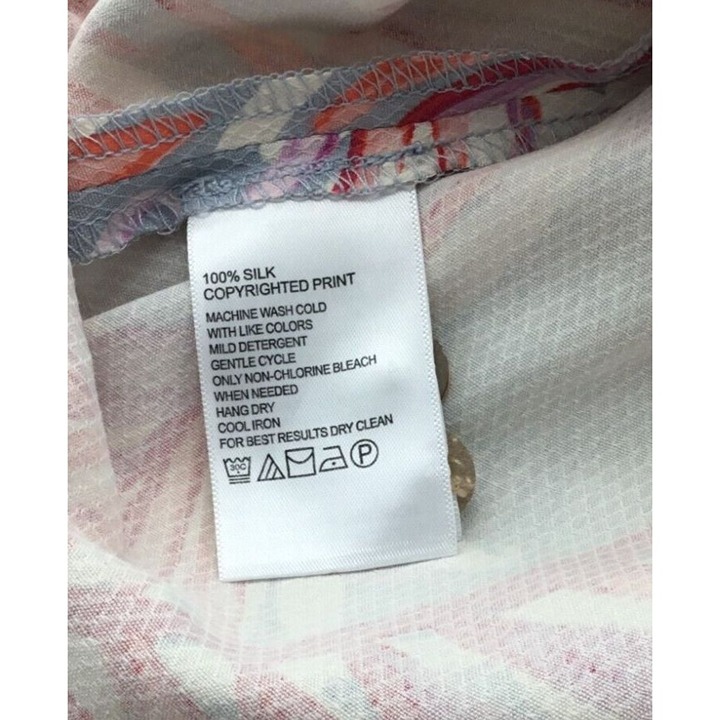 100% SILK
COPYRIGHTED PRINT
MACHINE WASH COLD
WITH LIKE COLORS
MILD DETERGENT
GENTLE CYCLE
ONLY NON-CHLORINE BLEACH
WHEN NEEDED
HANG DRY
COOL IRON
FOR BEST RESULTS DRY CLEAN
30C P